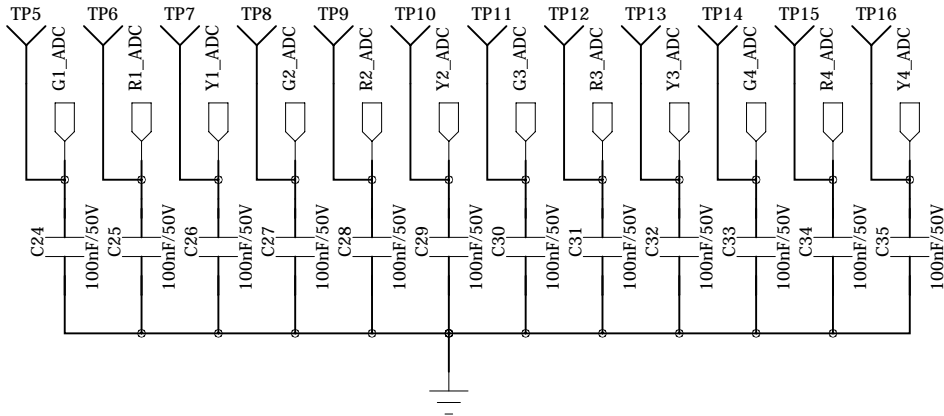 TP5
TP6
TP7
TP8
TP9
TP10
TP11
TP12
TP13
TP14
TP15
TP16
G1_ADC
R1_ADC
Y1_ADC
G2_ADC
R2_ADC
Y2_ADC
G3_ADC
R3_ADC
Y3_ADC
G4_ADC
R4_ADC
Y4_ADC
C24
100nF/50V
C25
100nF/50V
C26
100nF/50V
C27
100nF/50V
C28
100nF/50V
C29
100nF/50V
C30
100nF/50V
C31
100nF/50V
C32
100nF/50V
C33
100nF/50V
C34
100nF/50V
C35
100nF/50V